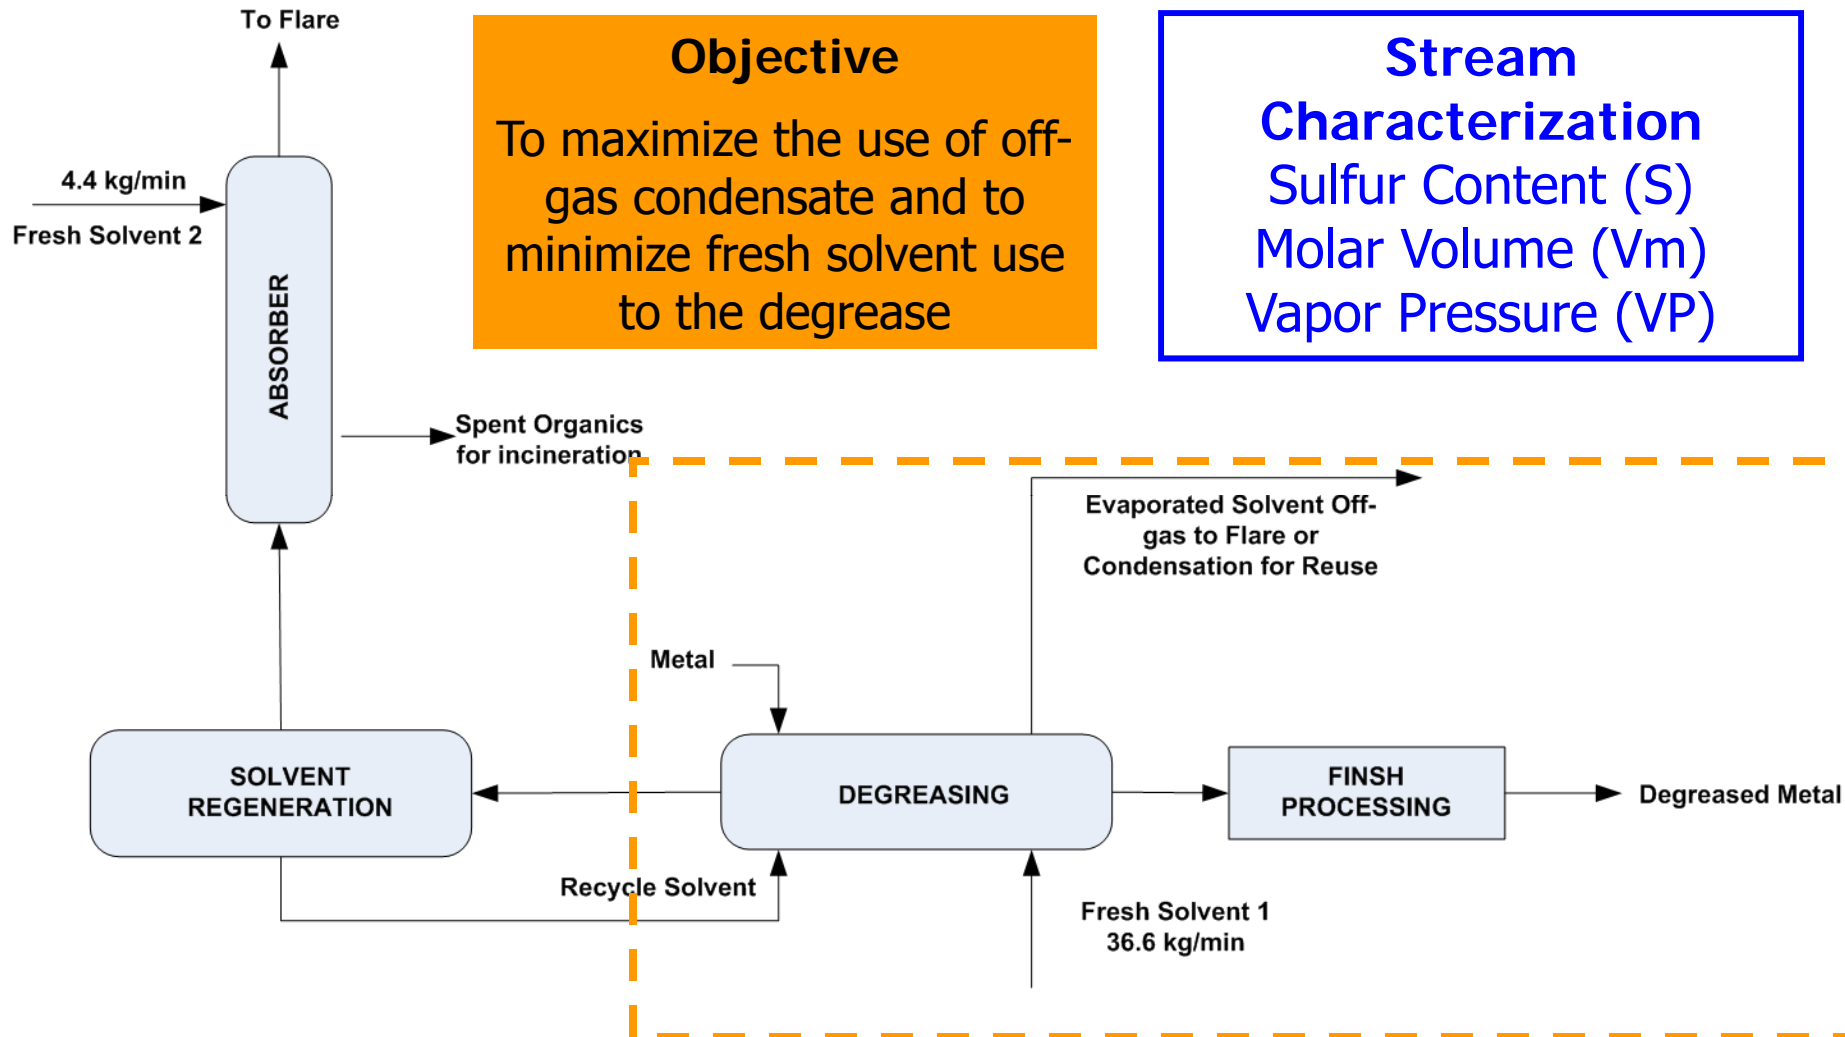 To Flare
Objective
To maximize the use of off-
gas condensate and to
minimize fresh solvent use
to the degrease
Stream
Characterization
Sulfur Content (S)
Molar Volume (Vm)
Vapor Pressure (VP)
4.4 kg/min
Fresh Solvent 2
ABSORBER
Spent Organics
for incineration
Evaporated Solvent Off-
gas to Flare or
Condensation for Reuse
Metal
SOLVENT
REGENERATION
DEGREASING
FINSH
PROCESSING
Degreased Metal
Recycle Solvent
Fresh Solvent 1
36.6 kg/min